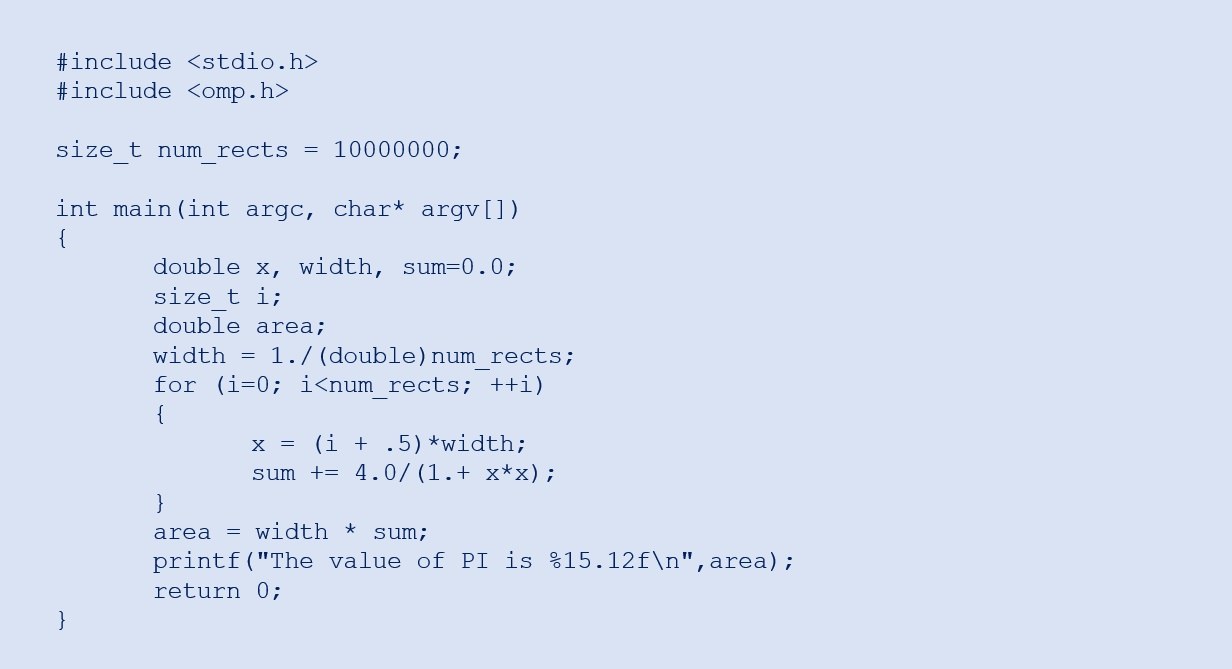 #include <stdio.h>
#include <omp.h>
size_t num_rects = 10000000;
int main(int argc, char* argv[])
{
double x, width, sum=0.0;
size_t i;
double area;
width = 1./(double)num_rects;
for (i=0; i<num_rects; ++i)
{
x = (i + .5)*width;
sum += 4.0/(1.+ x*x);
}
area = width * sum;
printf("The value of PI is %15.12f\n",area);
return 0;
}